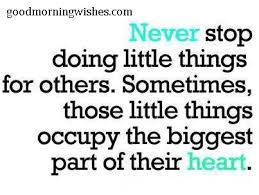 goodmorningwishes.com
Never stop
doing little things
for others. Sometimes,
those little things
occupy the biggest
part of their heart.